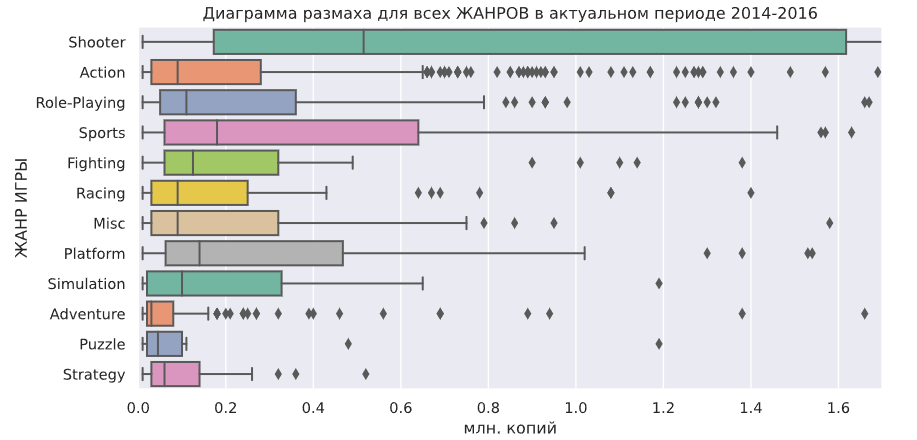 Диаграмма размаха для всех ЖАНРОВ в актуальном периоде 2014-2016
Shooter
Action
Role-Playing
Sports
Fighting
Racing
Misc
Platform
Simulation
Adventure
Puzzle
Strategy
ЖАНР ИГРЫ
0.0 0.2 0.4 0.6 0.8 1.0 1.2 1.4 1.6
млн. копий